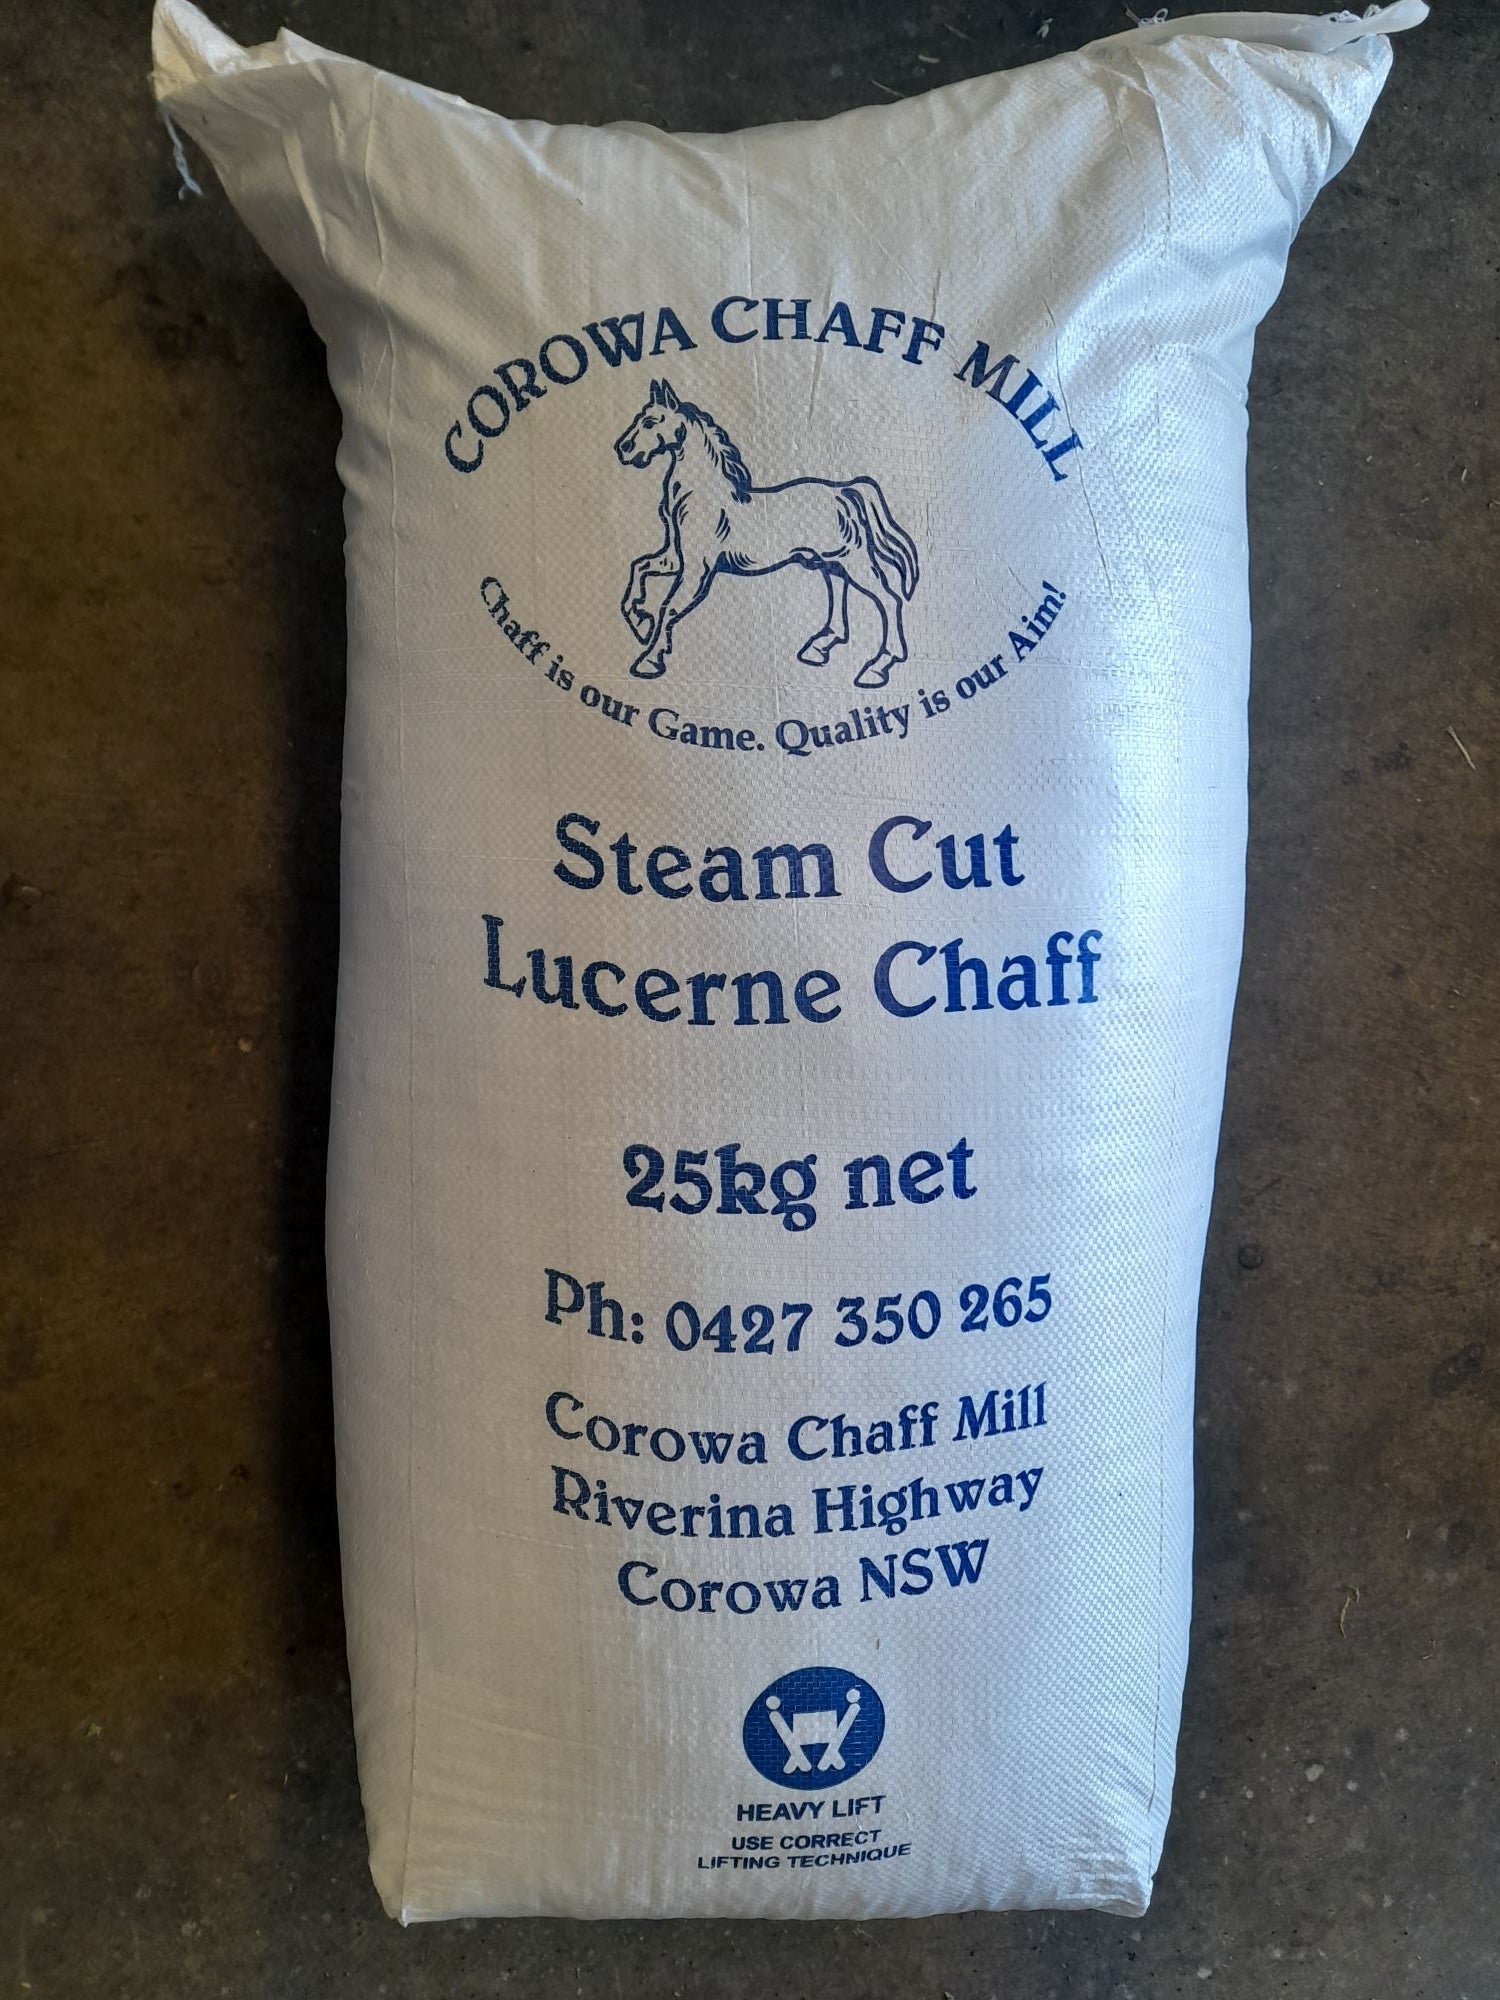 COROWA CHAFF MILL
Chaff is our Game. Quality is our Aim!
Steam Cut
Lucerne Chaff
25kg net
Ph: 0427 350 265
Corowa Chaff Mill
Riverina Highway
Corowa NSW
HEAVY LIFT
USE CORRECT
LIFTING TECHNIQUE